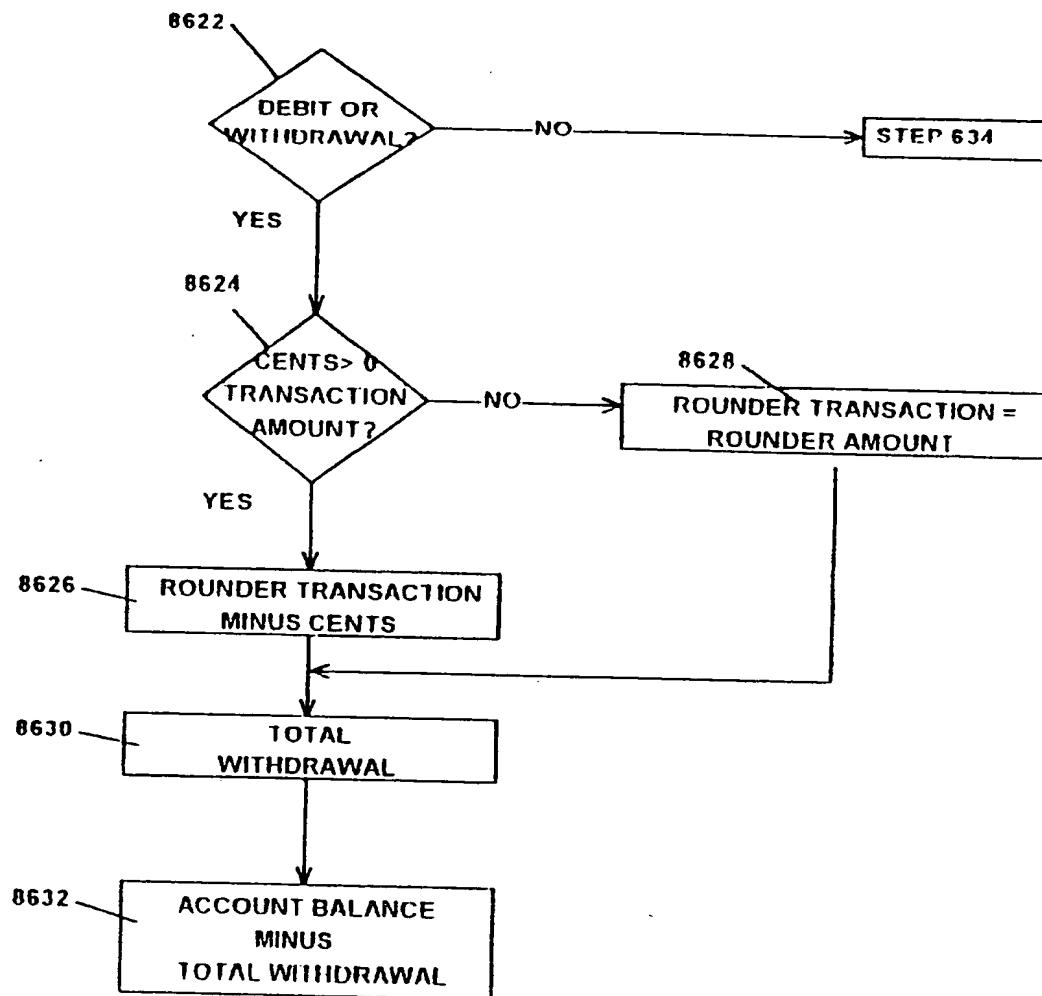 8622
DEBIT OR
WITHDRAWAL?
NO
STEP 634
YES
8624
CENTS> 0
TRANSACTION
AMOUNT?
NO
8628
ROUNDER TRANSACTION =
ROUNDER AMOUNT
YES
8626
ROUNDER TRANSACTION
MINUS CENTS
8630
TOTAL
WITHDRAWAL
8632
ACCOUNT BALANCE
MINUS
TOTAL WITHDRAWAL